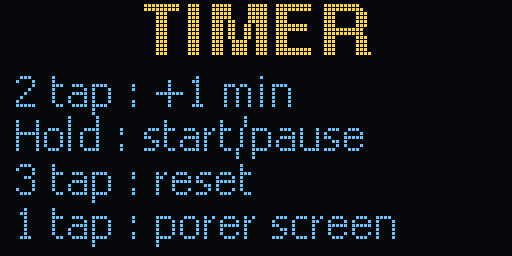 TIMER
2 tap : +1 min
Hold : start/pause
3 tap : reset
1 tap : porer screen